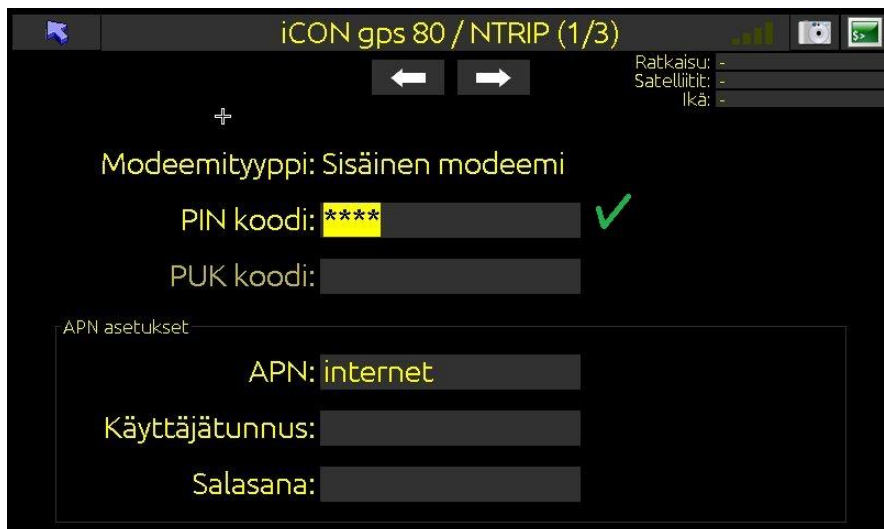 iCON gps 80 / NTRIP (1/3)
$>
Ratkaisu: -
Satelliitit: -
Ikä: -
Modeemityyppi: Sisäinen modeemi
PIN koodi: ****
PUK koodi:
APN asetukset
APN: internet
Käyttäjätunnus:
Salasana: